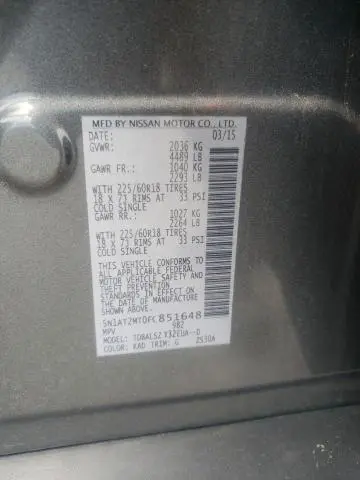 MFD BY NISSAN MOTOR CO., LTD.
DATE: 03/15
GVWR: 2036 KG
4489 LB
GAWR FR.: 1040 KG
2293 LB
WITH 225/60R18 TIRES
18 X 7J RIMS AT 33 PSI
COLD SINGLE
GAWR RR.: 1027 KG
2264 LB
WITH 225/60R18 TIRES
18 X 7J RIMS AT 33 PSI
COLD SINGLE
THIS VEHICLE CONFORMS TO
ALL APPLICABLE FEDERAL
MOTOR VEHICLE SAFETY AND
THEFT PREVENTION
STANDARDS IN EFFECT ON
THE DATE OF MANUFACTURE
5N1AT2MT0FC851648
MPV 982
MODEL: TDBALSZ Y32EUA--D
COLOR: KAD TRIM: G 2530A